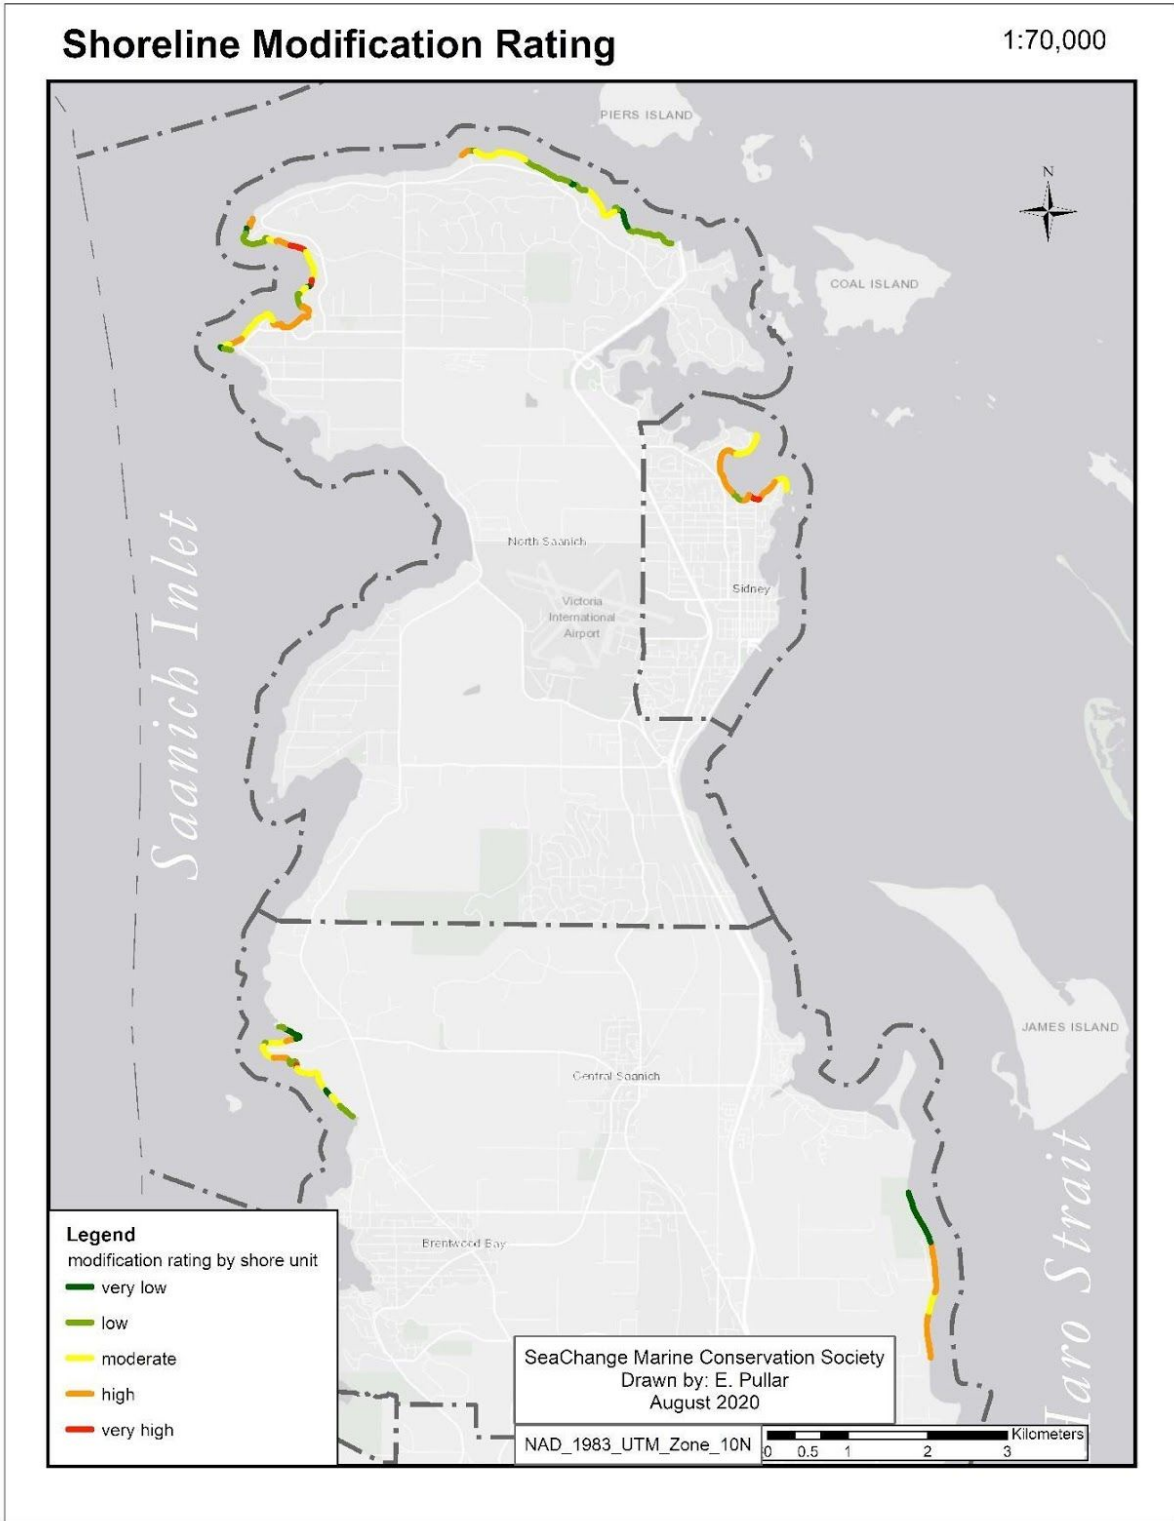 Shoreline Modification Rating
1:70,000
PIERS ISLAND
N
COAL ISLAND
North Saanich
Sidney
Victoria
International
Airport
Saanich Inlet
JAMES ISLAND
Central Saanich
Haro Strait
Brentwood Bay
Legend
modification rating by shore unit
very low
low
moderate
high
very high
SeaChange Marine Conservation Society
Drawn by: E. Pullar
August 2020
NAD_1983_UTM_Zone_10N
Kilometers
0 0.5 1 2 3